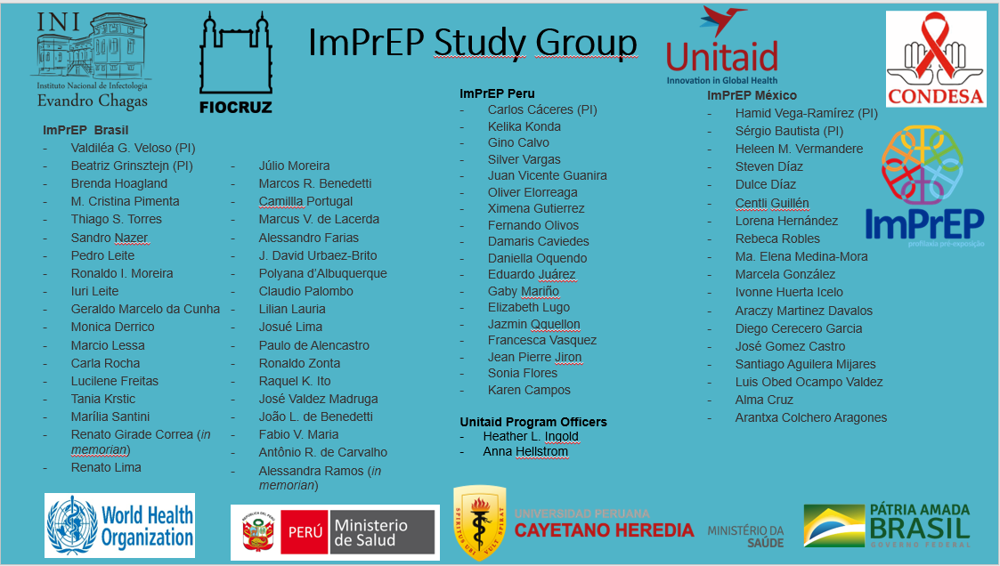 INI
Instituto Nacional de Infectologia
Evandro Chagas
FIOCRUZ
ImPrEP Study Group
Unitaid
Innovation in Global Health
CONDESA
ImPrEP
profilaxia pré-exposição
ImPrEP Brasil
- Valdiléa G. Veloso (PI)
- Beatriz Grinsztejn (PI)
- Brenda Hoagland
- M. Cristina Pimenta
- Thiago S. Torres
- Sandro Nazer
- Pedro Leite
- Ronaldo I. Moreira
- Iuri Leite
- Geraldo Marcelo da Cunha
- Monica Derrico
- Marcio Lessa
- Carla Rocha
- Lucilene Freitas
- Tania Krstic
- Marília Santini
- Renato Girade Correa (in
memorian)
- Renato Lima
- Júlio Moreira
- Marcos R. Benedetti
- Camillla Portugal
- Marcus V. de Lacerda
- Alessandro Farias
- J. David Urbaez-Brito
- Polyana d’Albuquerque
- Claudio Palombo
- Lilian Lauria
- Josué Lima
- Paulo de Alencastro
- Ronaldo Zonta
- Raquel K. Ito
- José Valdez Madruga
- João L. de Benedetti
- Fabio V. Maria
- Antônio R. de Carvalho
- Alessandra Ramos (in
memorian)
ImPrEP Peru
- Carlos Cáceres (PI)
- Kelika Konda
- Gino Calvo
- Silver Vargas
- Juan Vicente Guanira
- Oliver Elorreaga
- Ximena Gutierrez
- Fernando Olivos
- Damaris Caviedes
- Daniella Oquendo
- Eduardo Juárez
- Gaby Mariño
- Elizabeth Lugo
- Jazmin Qquellon
- Francesca Vasquez
- Jean Pierre Jiron
- Sonia Flores
- Karen Campos
Unitaid Program Officers
- Heather L. Ingold
- Anna Hellstrom
ImPrEP México
- Hamid Vega-Ramírez (PI)
- Sérgio Bautista (PI)
- Heleen M. Vermandere
- Steven Díaz
- Dulce Díaz
- Centli Guillén
- Lorena Hernández
- Rebeca Robles
- Ma. Elena Medina-Mora
- Marcela González
- Ivonne Huerta Icelo
- Araczy Martinez Davalos
- Diego Cerecero Garcia
- José Gomez Castro
- Santiago Aguilera Mijares
- Luis Obed Ocampo Valdez
- Alma Cruz
- Arantxa Colchero Aragones
World Health
Organization
REPÚBLICA DEL PERÚ
PERÚ
Ministerio
de Salud
SPIRITUS UBI VULT SPIRAT
UNIVERSIDAD PERUANA
CAYETANO HEREDIA
MINISTÉRIO DA
SAÚDE
PÁTRIA AMADA
BRASIL
GOVERNO FEDERAL